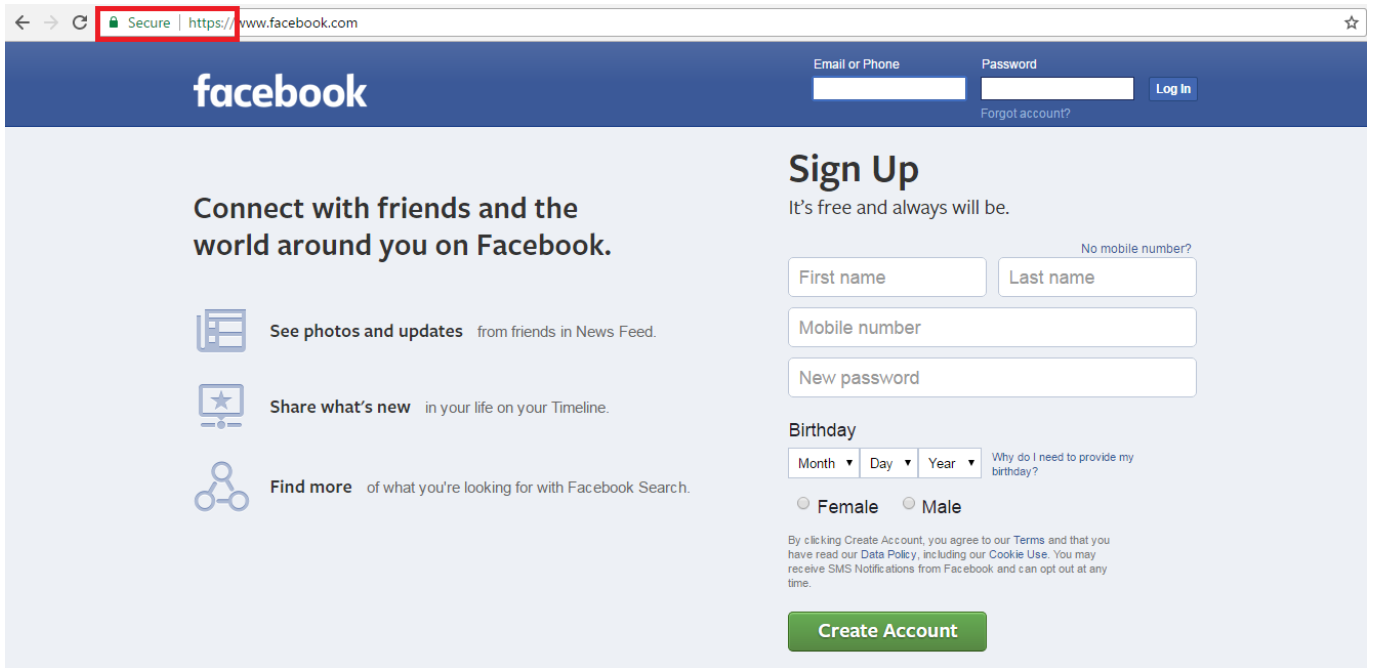 Secure | https://www.facebook.com
facebook
Email or Phone
Password
Log In
Forgot account?
Connect with friends and the
world around you on Facebook.
See photos and updates from friends in News Feed.
Share what's new in your life on your Timeline.
Find more of what you're looking for with Facebook Search.
Sign Up
It's free and always will be.
No mobile number?
First name
Last name
Mobile number
New password
Birthday
Month
Day
Year
Why do I need to provide my
birthday?
Female
Male
By clicking Create Account, you agree to our Terms and that you
have read our Data Policy, including our Cookie Use. You may
receive SMS Notifications from Facebook and can opt out at any
time.
Create Account